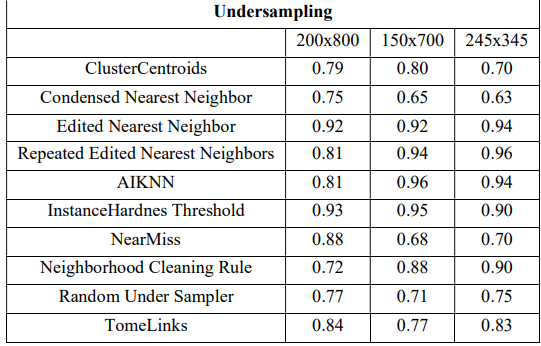 Undersampling
200x800 150x700 245x345
ClusterCentroids 0.79 0.80 0.70
Condensed Nearest Neighbor 0.75 0.65 0.63
Edited Nearest Neighbor 0.92 0.92 0.94
Repeated Edited Nearest Neighbors 0.81 0.94 0.96
AIKNN 0.81 0.96 0.94
InstanceHardnes Threshold 0.93 0.95 0.90
NearMiss 0.88 0.68 0.70
Neighborhood Cleaning Rule 0.72 0.88 0.90
Random Under Sampler 0.77 0.71 0.75
TomeLinks 0.84 0.77 0.83